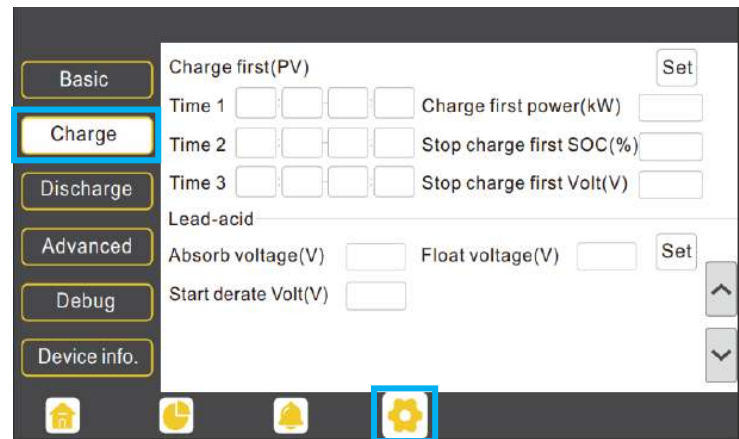 Basic
Charge
Discharge
Advanced
Debug
Device info.
Charge first(PV) Set
Time 1 : - : Charge first power(kW)
Time 2 : - : Stop charge first SOC(%)
Time 3 : - : Stop charge first Volt(V)
Lead-acid
Absorb voltage(V) Float voltage(V) Set
Start derate Volt(V)